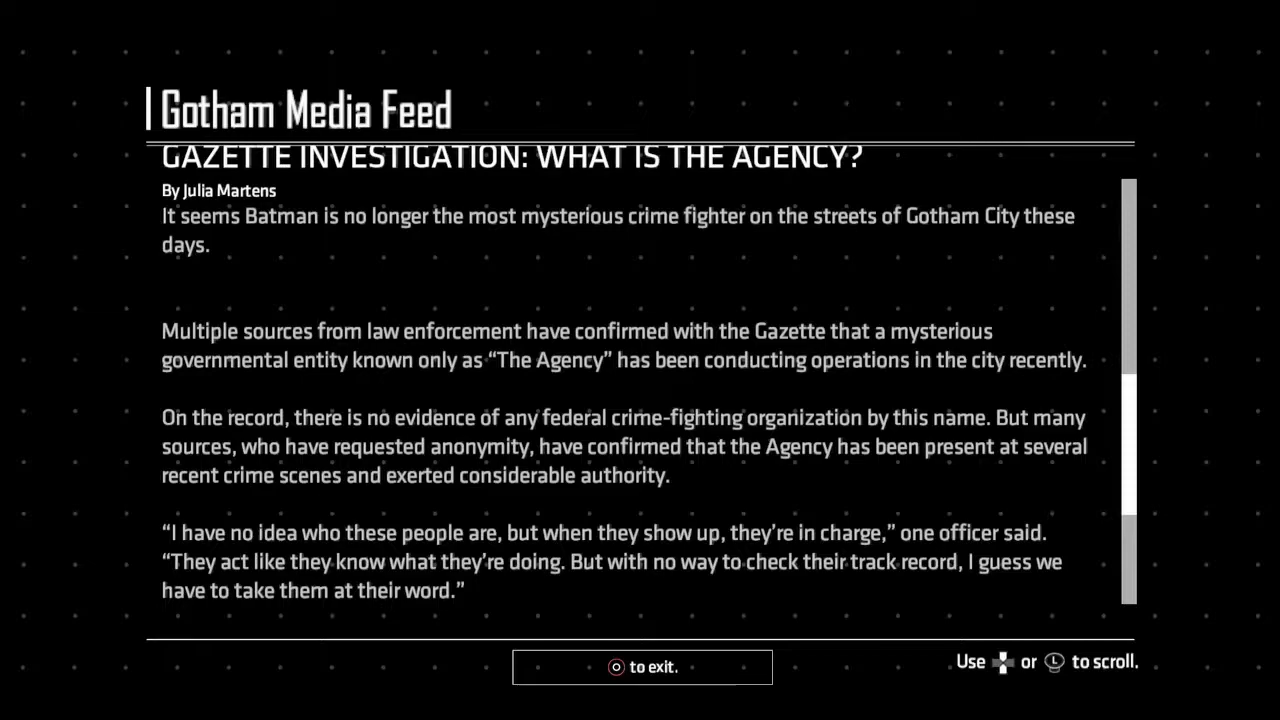 Gotham Media Feed
GAZETTE INVESTIGATION: WHAT IS THE AGENCY?
By Julia Martens
It seems Batman is no longer the most mysterious crime fighter on the streets of Gotham City these
days.
Multiple sources from law enforcement have confirmed with the Gazette that a mysterious
governmental entity known only as “The Agency” has been conducting operations in the city recently.
On the record, there is no evidence of any federal crime-fighting organization by this name. But many
sources, who have requested anonymity, have confirmed that the Agency has been present at several
recent crime scenes and exerted considerable authority.
“I have no idea who these people are, but when they show up, they’re in charge,” one officer said.
“They act like they know what they’re doing. But with no way to check their track record, I guess we
have to take them at their word.”
to exit.
Use or L to scroll.